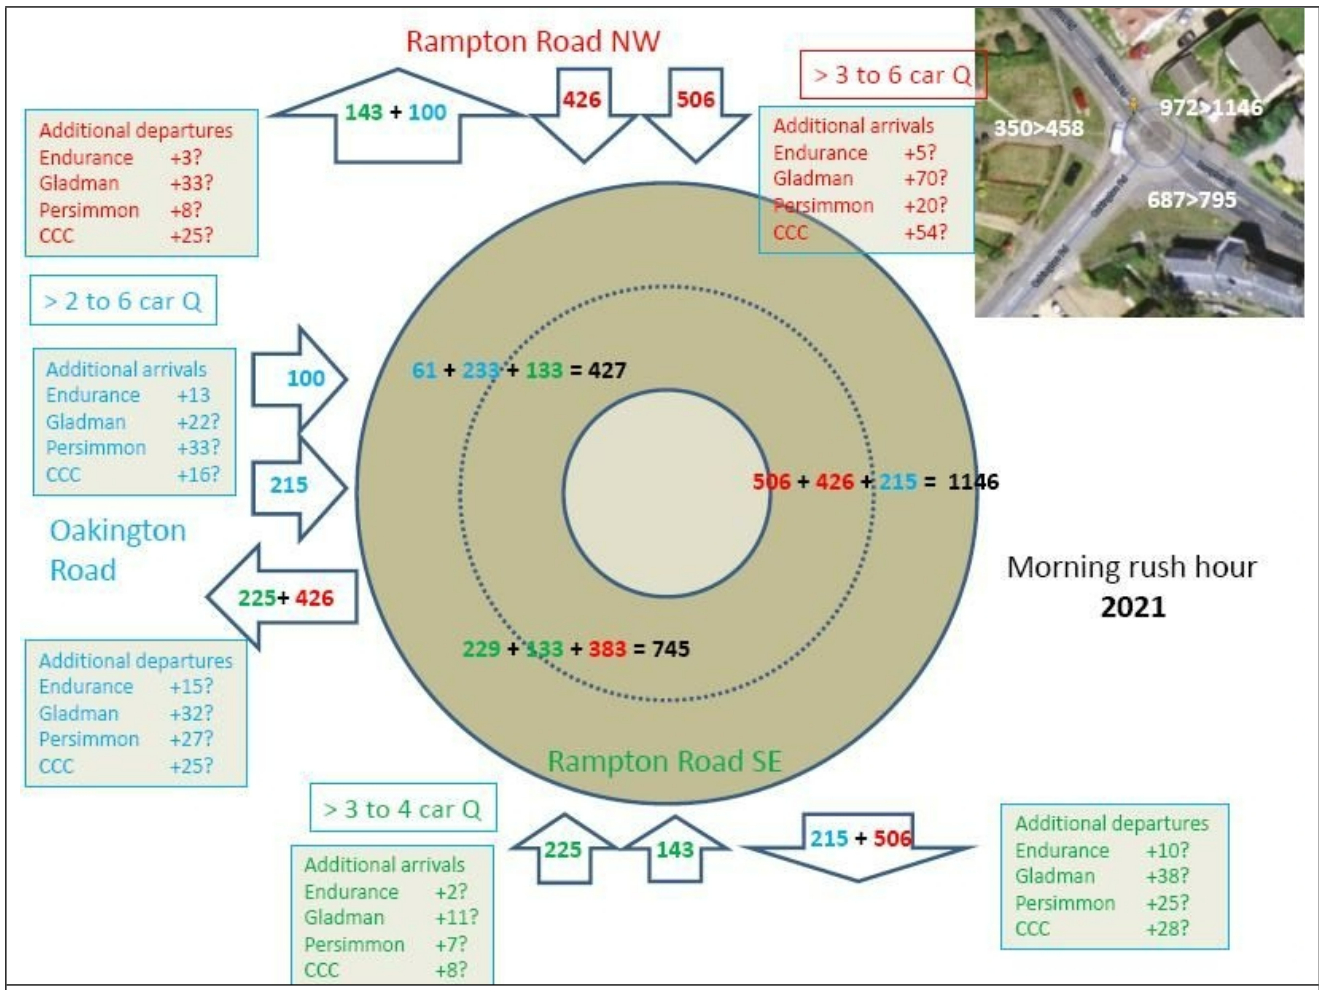 Rampton Road NW
> 3 to 6 car Q
143 + 100
426
506
Additional departures
Endurance +3?
Gladman +33?
Persimmon +8?
CCC +25?
Additional arrivals
Endurance +5?
Gladman +70?
Persimmon +20?
CCC +54?
972>1146
350>458
687>795
> 2 to 6 car Q
Additional arrivals
Endurance +13
Gladman +22?
Persimmon +33?
CCC +16?
100
215
61 + 233 + 133 = 427
506 + 426 + 215 = 1146
Oakington
Road
225+ 426
Morning rush hour
2021
229 + 133 + 383 = 745
Additional departures
Endurance +15?
Gladman +32?
Persimmon +27?
CCC +25?
Rampton Road SE
> 3 to 4 car Q
225
143
215 + 506
Additional arrivals
Endurance +2?
Gladman +11?
Persimmon +7?
CCC +8?
Additional departures
Endurance +10?
Gladman +38?
Persimmon +25?
CCC +28?